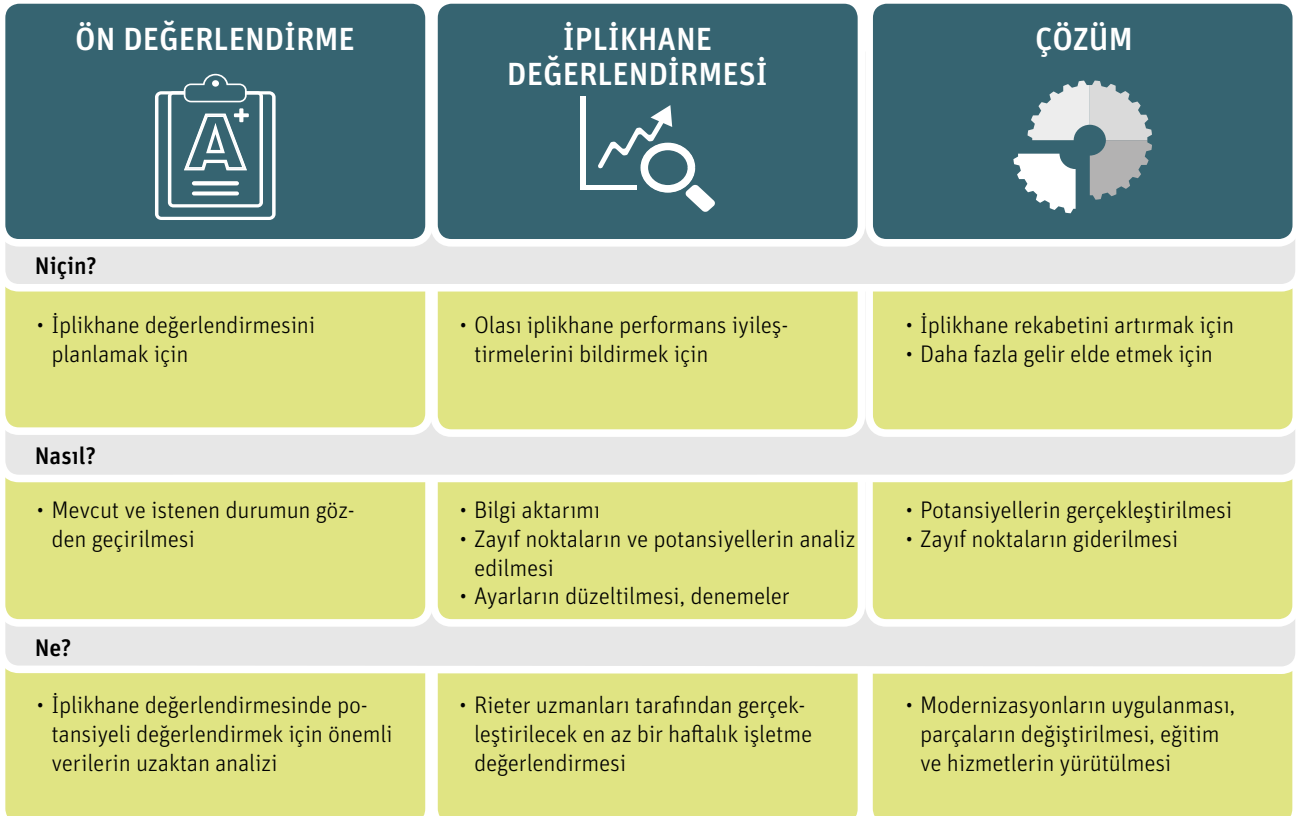 ÖN DEĞERLENDİRME
İPLİKHANE
DEĞERLENDİRMESİ
ÇÖZÜM
A+
Niçin?
• İplikhane değerlendirmesini
planlamak için
• Olası iplikhane performans iyileş-
tirmelerini bildirmek için
• İplikhane rekabetini artırmak için
• Daha fazla gelir elde etmek için
Nasıl?
• Mevcut ve istenen durumun göz-
den geçirilmesi
• Bilgi aktarımı
• Zayıf noktaların ve potansiyellerin analiz
edilmesi
• Ayarların düzeltilmesi, denemeler
• Potansiyellerin gerçekleştirilmesi
• Zayıf noktaların giderilmesi
Ne?
• İplikhane değerlendirmesinde po-
tansiyeli değerlendirmek için önemli
verilerin uzaktan analizi
• Rieter uzmanları tarafından gerçek-
leştirilecek en az bir haftalık işletme
değerlendirmesi
• Modernizasyonların uygulanması,
parçaların değiştirilmesi, eğitim
ve hizmetlerin yürütülmesi